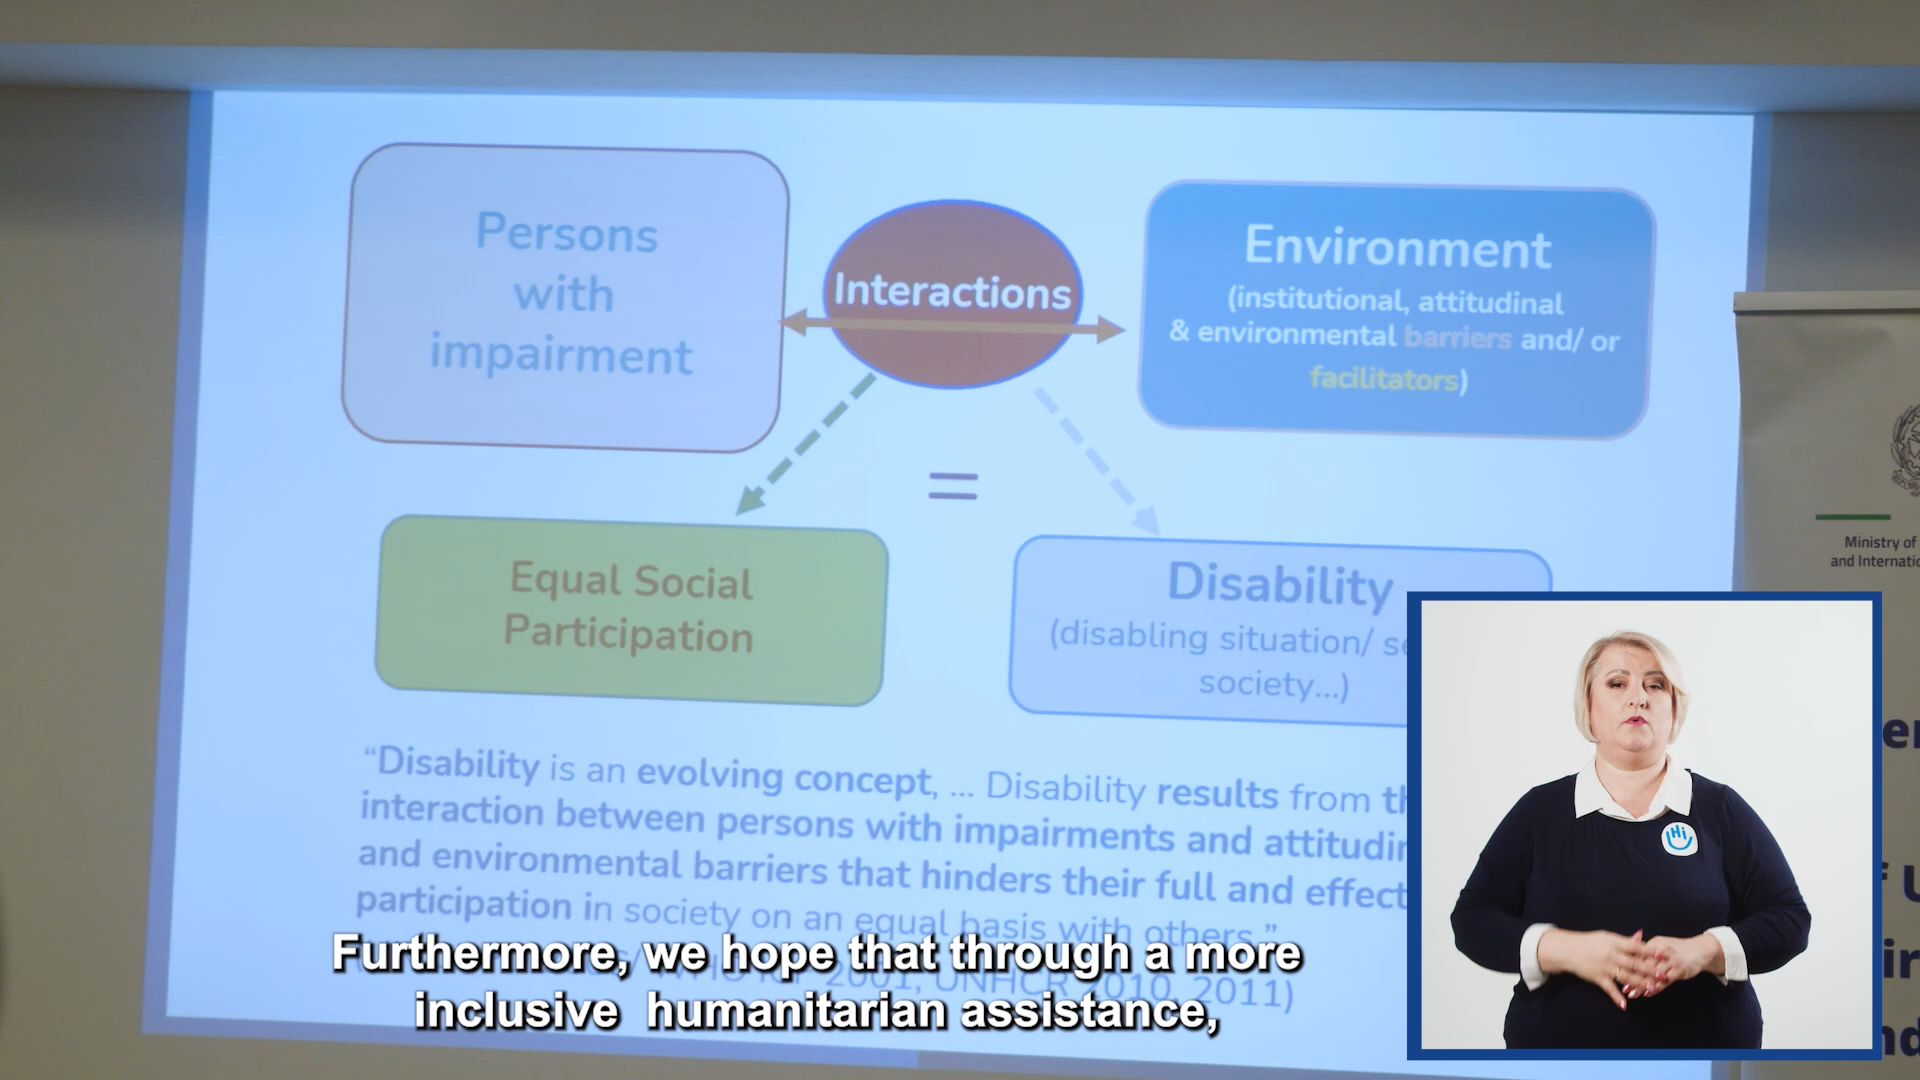 Persons
with
impairment
Interactions
Environment
(institutional, attitudinal
& environmental barriers and/ or
facilitators)
=
Equal Social
Participation
Disability
(disabling situation/
society...)
“Disability is an evolving concept, ... Disability results from
interaction between persons with impairments and
and environmental barriers that hinders their full and
participation in society on an equal basis with others.”
2001, UNHCR 2010, 2011)
Furthermore, we hope that through a more
inclusive humanitarian assistance,
Ministry of
and
Hi